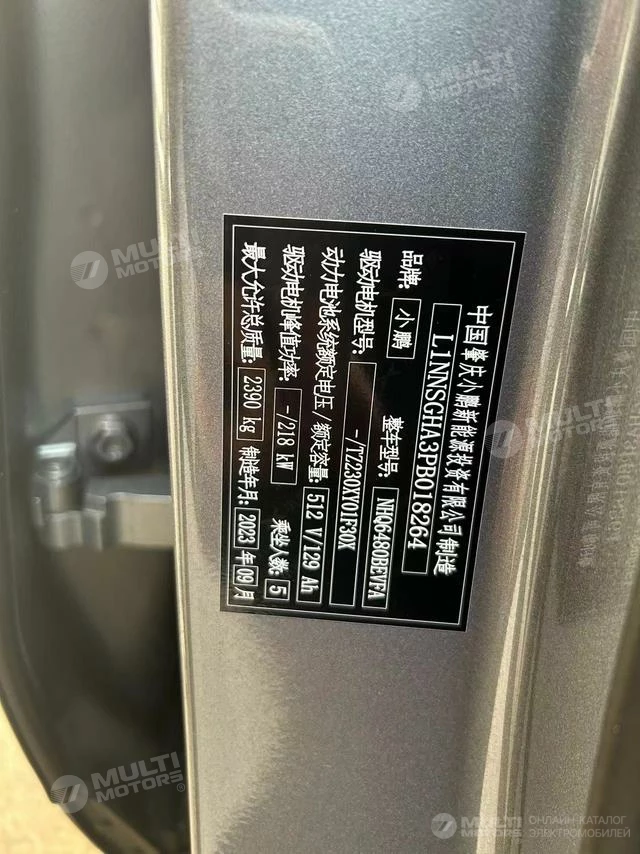 中国肇庆小鹏新能源投资有限公司制造
L1NNSGHA3PB018264
品牌: 小鹏 整车型号: NHQ6480BEVFA
驱动电机型号: -/TZ230XY01F30X
动力电池系统额定电压/额定容量: 512 V/129 Ah
驱动电机峰值功率: -/218 kW 乘坐人数: 5
最大允许总质量: 2390 kg 制造年月: 2023 年 09 月
MULTI MOTORS
MULTI MOTORS
MULTI MOTORS
MULTI MOTORS®
MULTI MOTORS® ОНЛАЙН-КАТАЛОГ ЭЛЕКТРОМОБИЛЕЙ